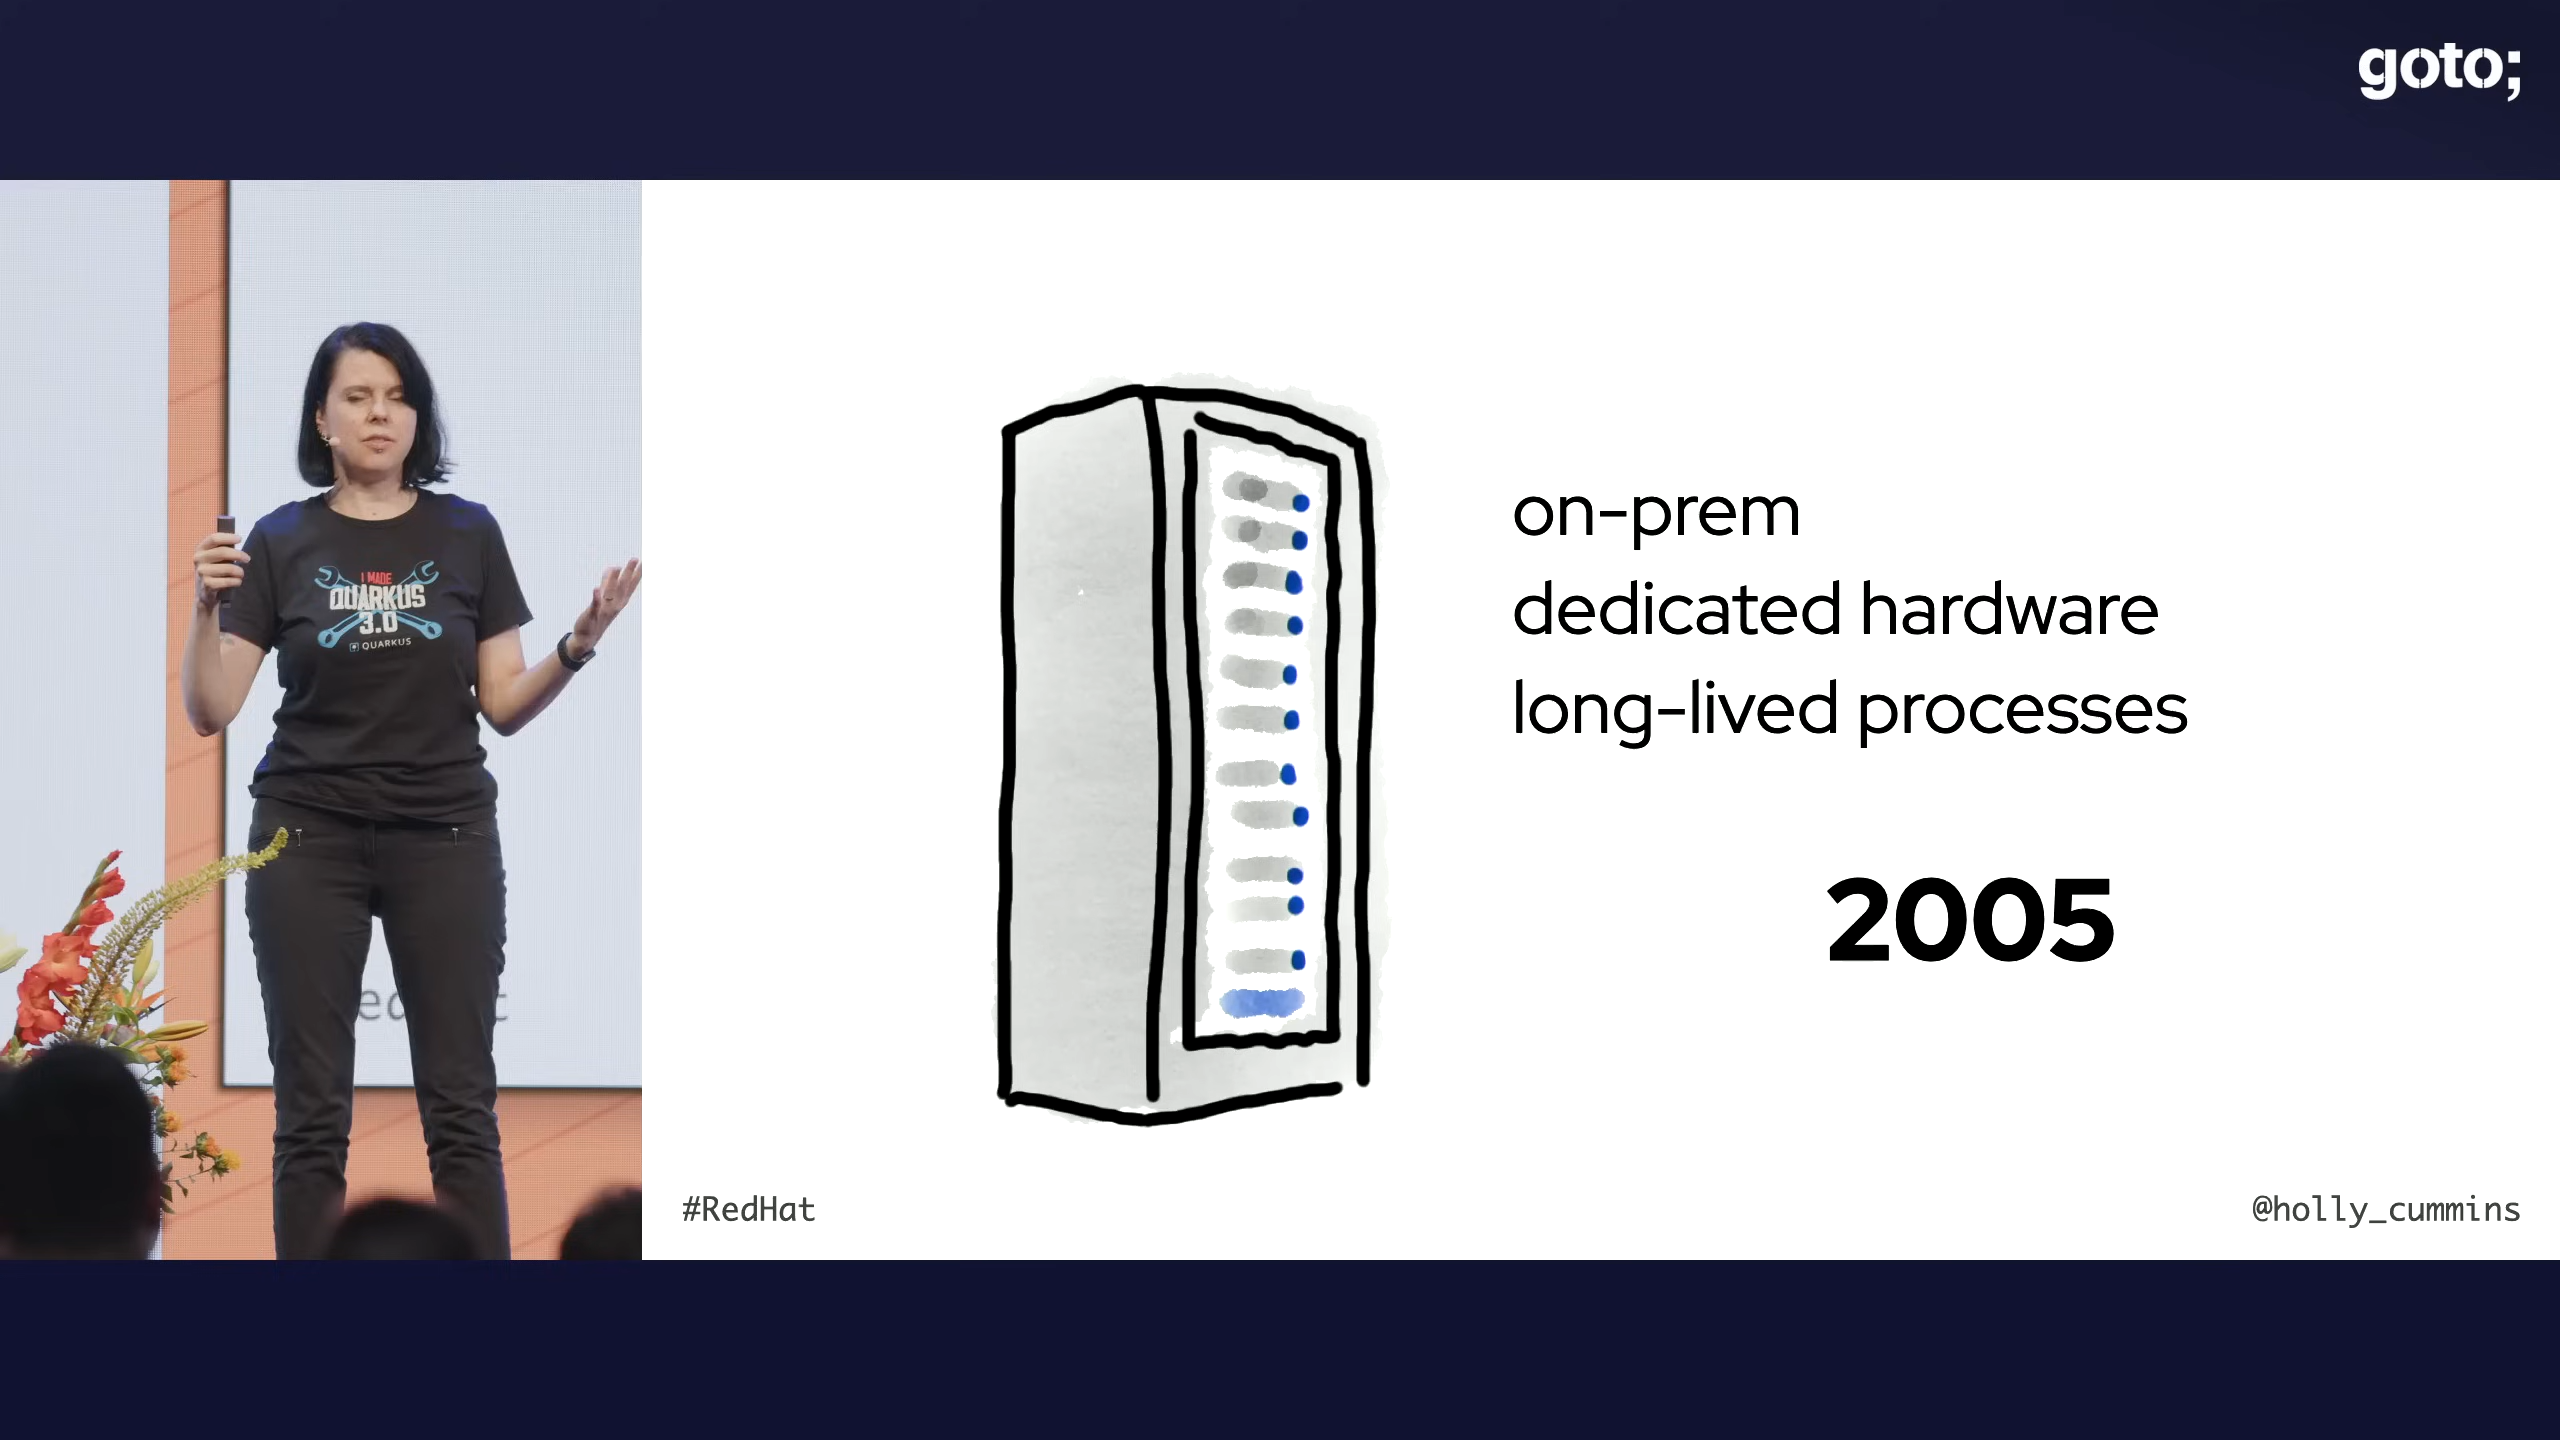 goto;
I MADE
QUARKUS
3.0
QUARKUS
on-prem
dedicated hardware
long-lived processes
2005
#RedHat
@holly_cummins